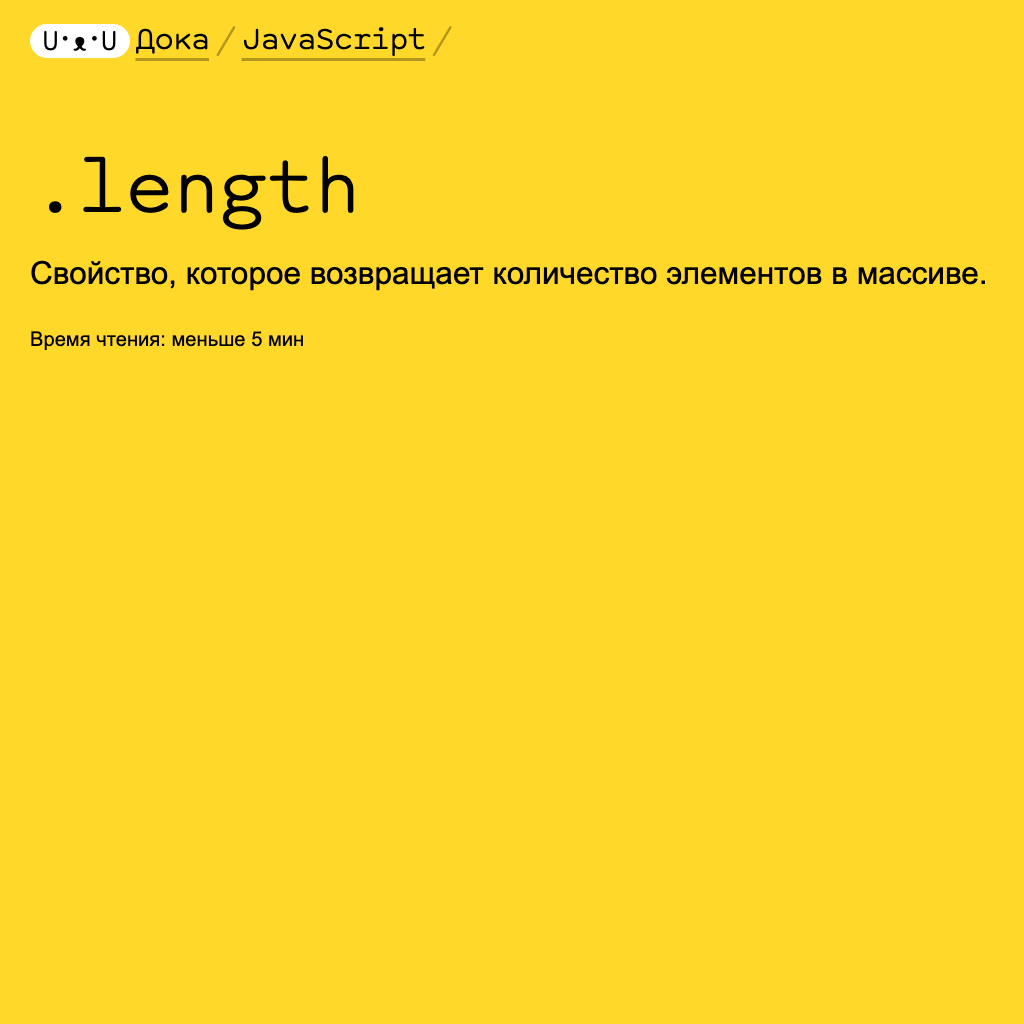 U·ᴥ·U Дока / JavaScript /
.length
Свойство, которое возвращает количество элементов в массиве.
Время чтения: меньше 5 мин